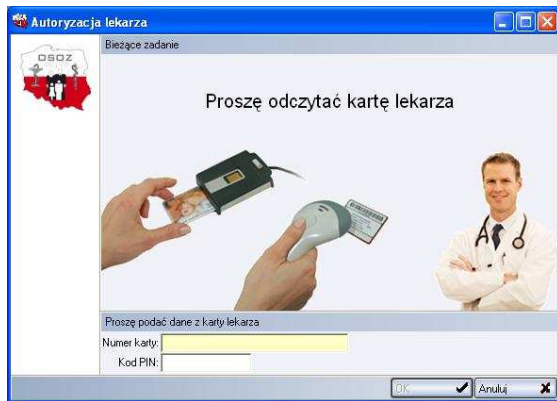 Autoryzacja lekarza
OSOZ
Bieżące zadanie
Proszę odczytać kartę lekarza
Proszę podać dane z karty lekarza
Numer karty:
Kod PIN:
OK
Anuluj